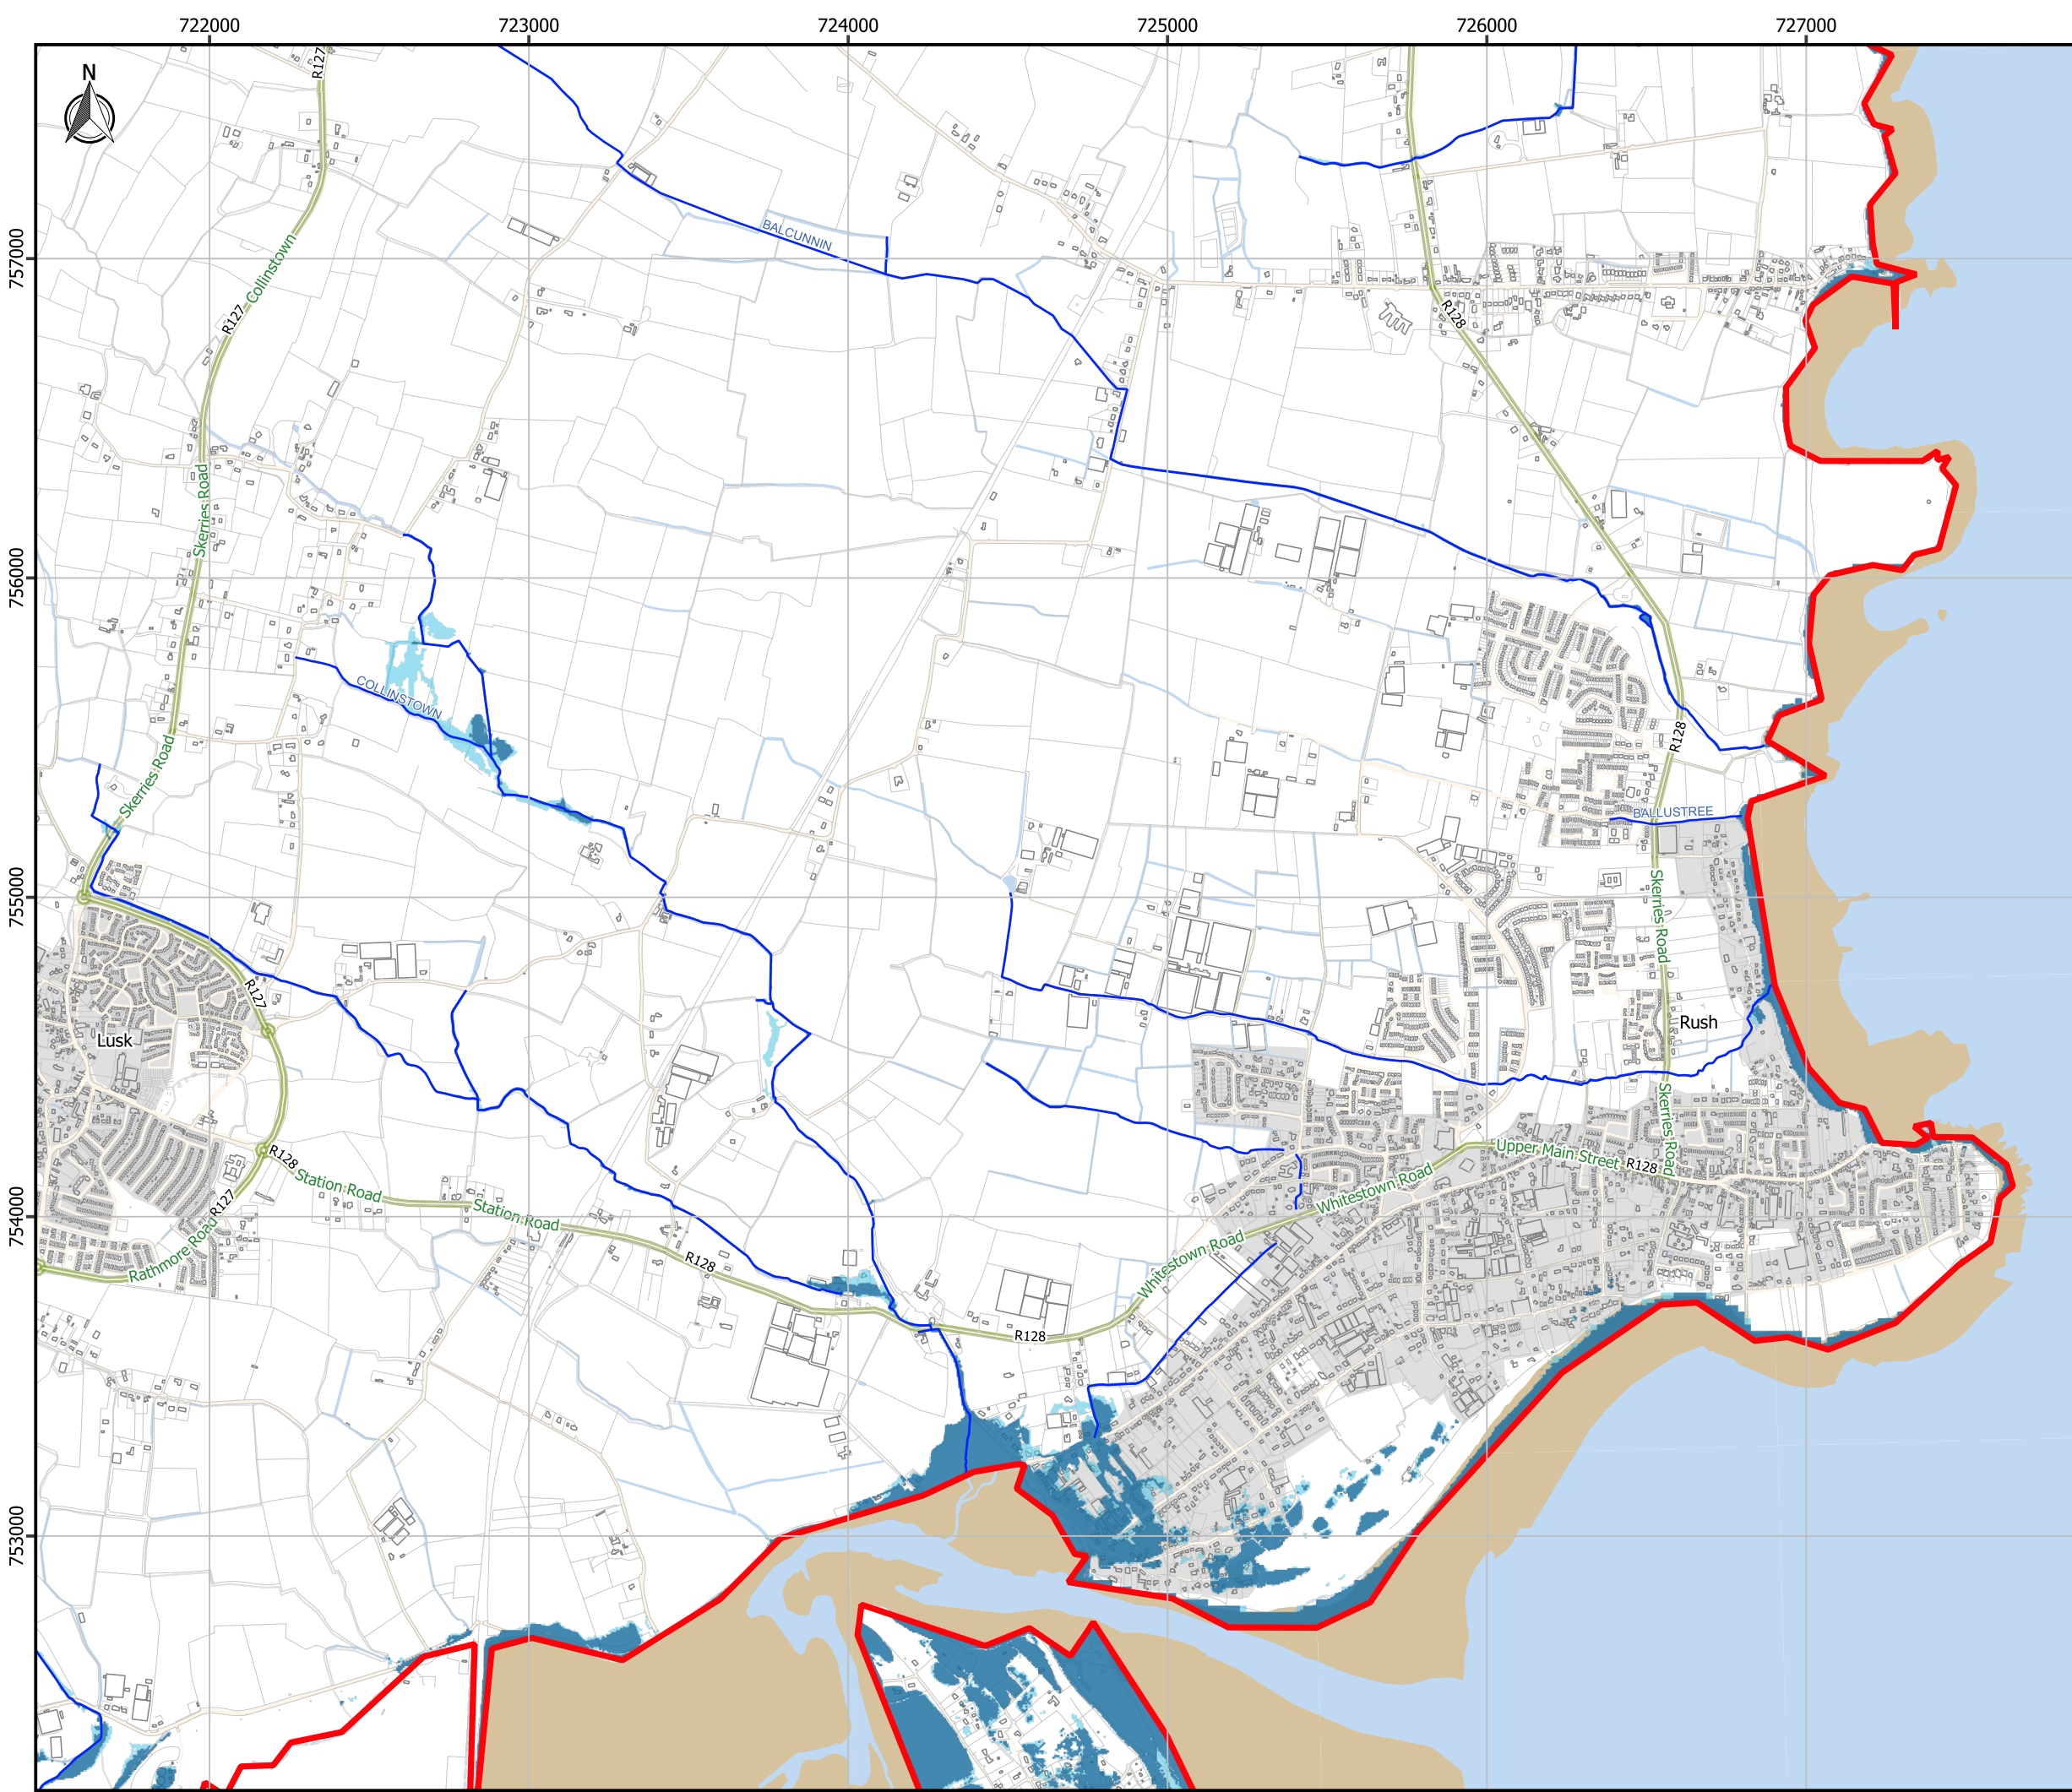 722000 723000 724000 725000 726000 727000
N
R127
BALCUNNIN
757000
Collinstown
R127
R128
Skerries Road
756000
COLLINSTOWN
Skerries Road
R128
BALLUSTREE
755000
Skerries Road
R127
Lusk
Rush
Skerries Road
Upper Main Street
R128
R128
Station Road
Whitestown Road
R127
Station Road
754000
Rathmore Road
Whitestown Road
R128
R128
753000